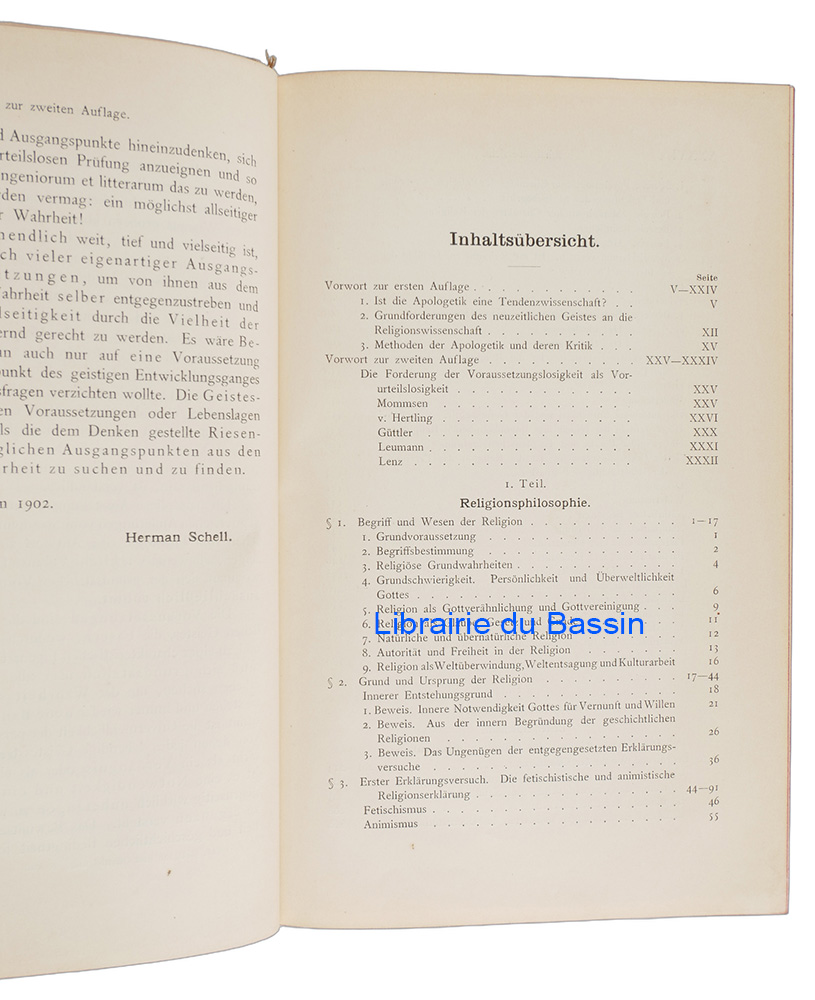 zur zweiten Auflage.
Ausgangspunkte hineinzudenken, sich
rteilslosen Prüfung anzueignen und so
ngeniorum et litterarum das zu werden,
den vermag: ein möglichst allseitiger
r Wahrheit!
nendlich weit, tief und vielseitig ist,
ch vieler eigenartiger Ausgangs-
tzungen, um von ihnen aus dem
ahrheit selber entgegenzustreben und
lseitigkeit durch die Vielheit der
ernd gerecht zu werden. Es wäre Be-
n auch nur auf eine Voraussetzung
punkt des geistigen Entwicklungsganges
sfragen verzichten wollte. Die Geistes-
en Voraussetzungen oder Lebenslagen
ls die dem Denken gestellte Riesen-
glichen Ausgangspunkten aus den
rheit zu suchen und zu finden.
n 1902.
Herman Schell.
Inhaltsübersicht.
Seite
Vorwort zur ersten Auflage . . . . . . . . . . . V—XXIV
1. Ist die Apologetik eine Tendenzwissenschaft? . . V
2. Grundforderungen des neuzeitlichen Geistes an die
Religionswissenschaft . . . . . . . . . . XII
3. Methoden der Apologetik und deren Kritik . . . XV
Vorwort zur zweiten Auflage . . . . . . . . . . XXV—XXXIV
Die Forderung der Voraussetzungslosigkeit als Vor-
urteilslosigkeit . . . . . . . . . . . . XXV
Mommsen . . . . . . . . . . . . . XXV
v. Hertling . . . . . . . . . . . . . XXVI
Güttler . . . . . . . . . . . . . XXX
Leumann . . . . . . . . . . . . . XXXI
Lenz . . . . . . . . . . . . . . XXXII
1. Teil.
Religionsphilosophie.
§ 1. Begriff und Wesen der Religion . . . . . . . . . . 1—17
1. Grundvoraussetzung . . . . . . . . . . . . 1
2. Begriffsbestimmung . . . . . . . . . . . . 2
3. Religiöse Grundwahrheiten . . . . . . . . . . 4
4. Grundschwierigkeit. Persönlichkeit und Überweltlichkeit
Gottes . . . . . . . . . . . . . . . . 6
5. Religion als Gottverähnlichung und Gottvereinigung . . . 9
6. Religion als 11
Librairie du Bassin
7. Natürliche und übernatürliche Religion . . . . . . . 12
8. Autorität und Freiheit in der Religion . . . . . . . 13
9. Religion als Weltüberwindung, Weltentsagung und Kulturarbeit 16
§ 2. Grund und Ursprung der Religion . . . . . . . . . 17—44
Innerer Entstehungsgrund . . . . . . . . . . . 18
1. Beweis. Innere Notwendigkeit Gottes für Vernunft und Willen 21
2. Beweis. Aus der innern Begründung der geschichtlichen
Religionen . . . . . . . . . . . . . . . 26
3. Beweis. Das Ungenügen der entgegengesetzten Erklärungs-
versuche . . . . . . . . . . . . . . . 36
§ 3. Erster Erklärungsversuch. Die fetischistische und animistische
Religionserklärung . . . . . . . . . . . . . 44—91
Fetischismus . . . . . . . . . . . . . . . . 46
Animismus . . . . . . . . . . . . . . . . 55